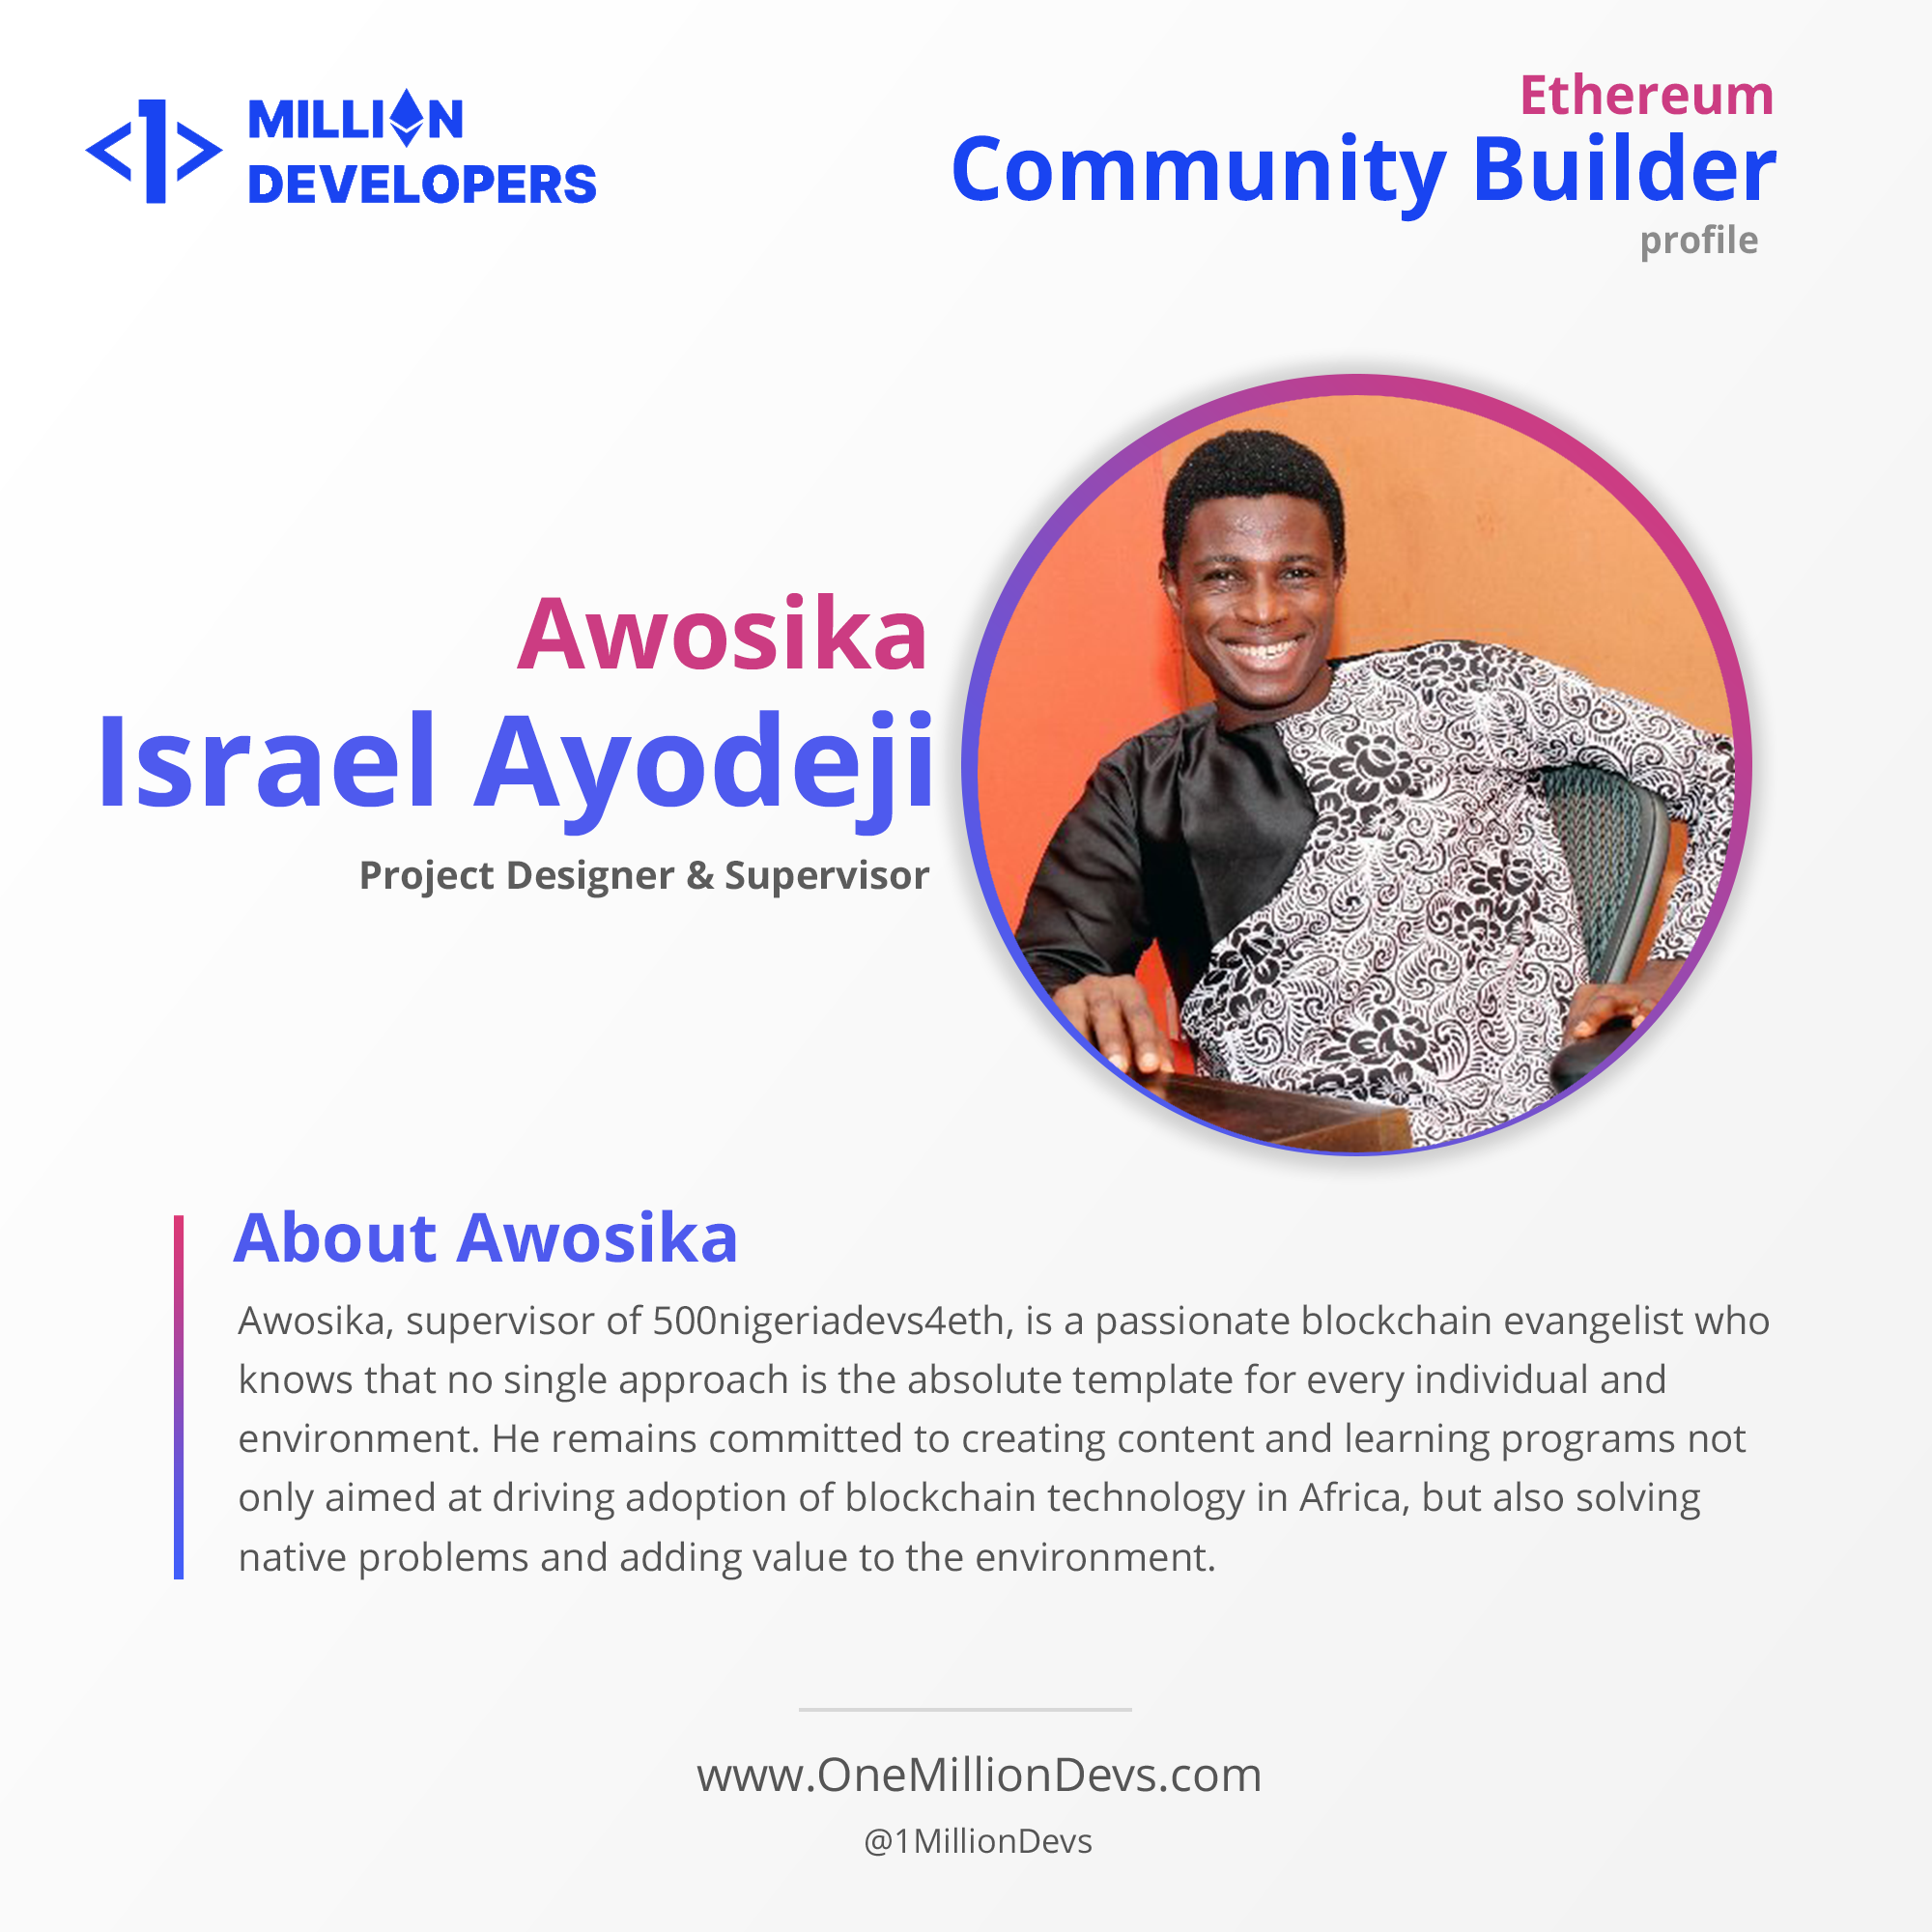 <1> MILLION
DEVELOPERS
Ethereum
Community Builder
profile
Awosika
Israel Ayodeji
Project Designer & Supervisor
About Awosika
Awosika, supervisor of 500nigeriadevs4eth, is a passionate blockchain evangelist who
knows that no single approach is the absolute template for every individual and
environment. He remains committed to creating content and learning programs not
only aimed at driving adoption of blockchain technology in Africa, but also solving
native problems and adding value to the environment.
www.OneMillionDevs.com
@1MillionDevs